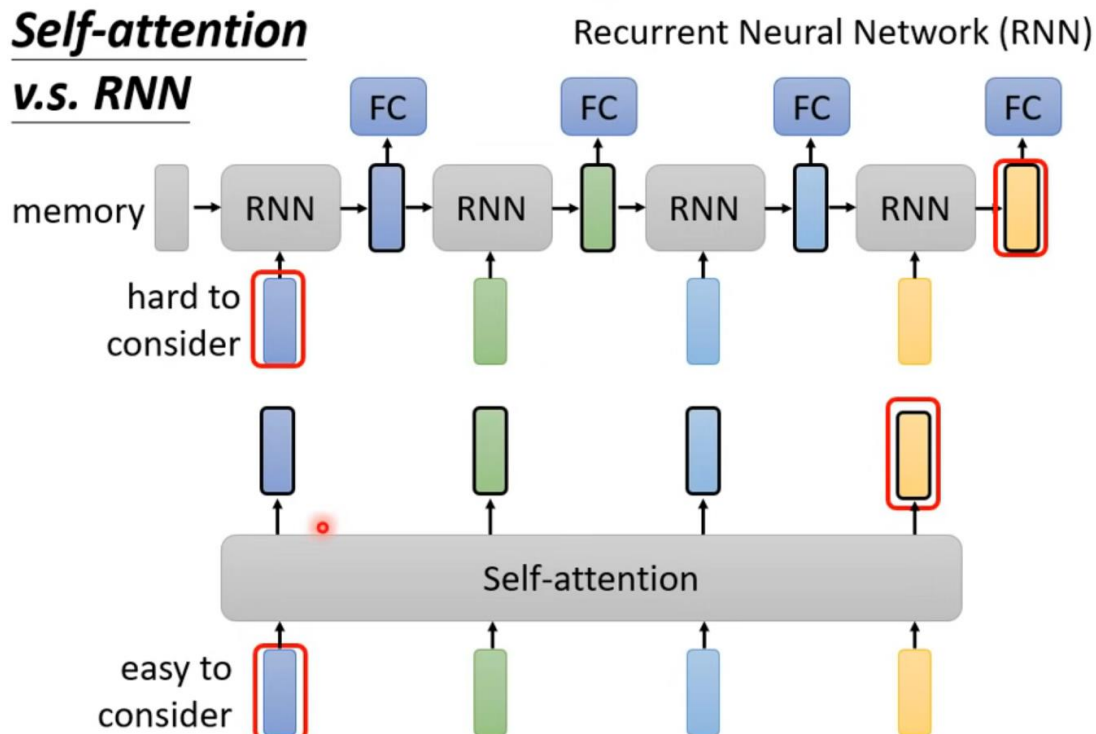 Self-attention
v.s. RNN
Recurrent Neural Network (RNN)
FC
FC
FC
FC
memory
RNN
RNN
RNN
RNN
hard to
consider
Self-attention
easy to
consider